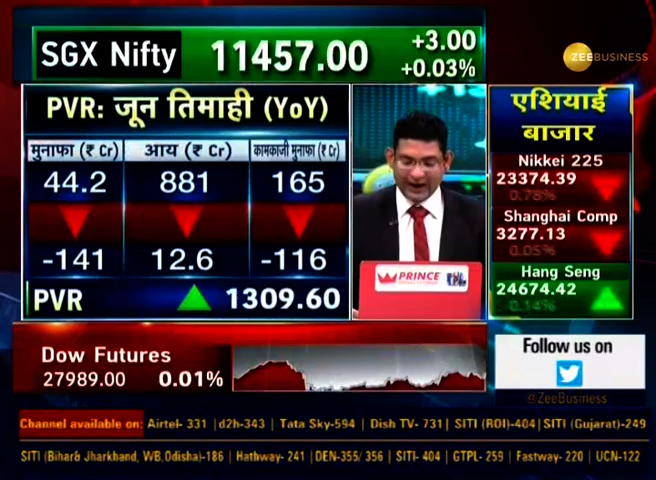 SGX Nifty
11457.00
+3.00
+0.03%
ZEE BUSINESS
PVR: जून तिमाही (YoY)
मुनाफा (₹ Cr)
आय (₹ Cr)
कामकाजी मुनाफा (₹ Cr)
44.2
881
165
-141
12.6
-116
PVR
1309.60
PRINCE
एशियाई
बाजार
Nikkei 225
23374.39
0.78%
Shanghai Comp
3277.13
0.05%
Hang Seng
24674.42
0.14%
Dow Futures
27989.00
0.01%
Follow us on
@ZeeBusiness
Channel available on: Airtel- 331 | d2h-343 | Tata Sky-594 | Dish TV- 731| SITI (ROI)-404| SITI (Gujarat)-249
SITI (Bihar& Jharkhand, WB,Odisha)-186 | Hathway- 241 |DEN-355/ 356 | SITI- 404 | GTPL- 259 | Fastway- 220 | UCN-122